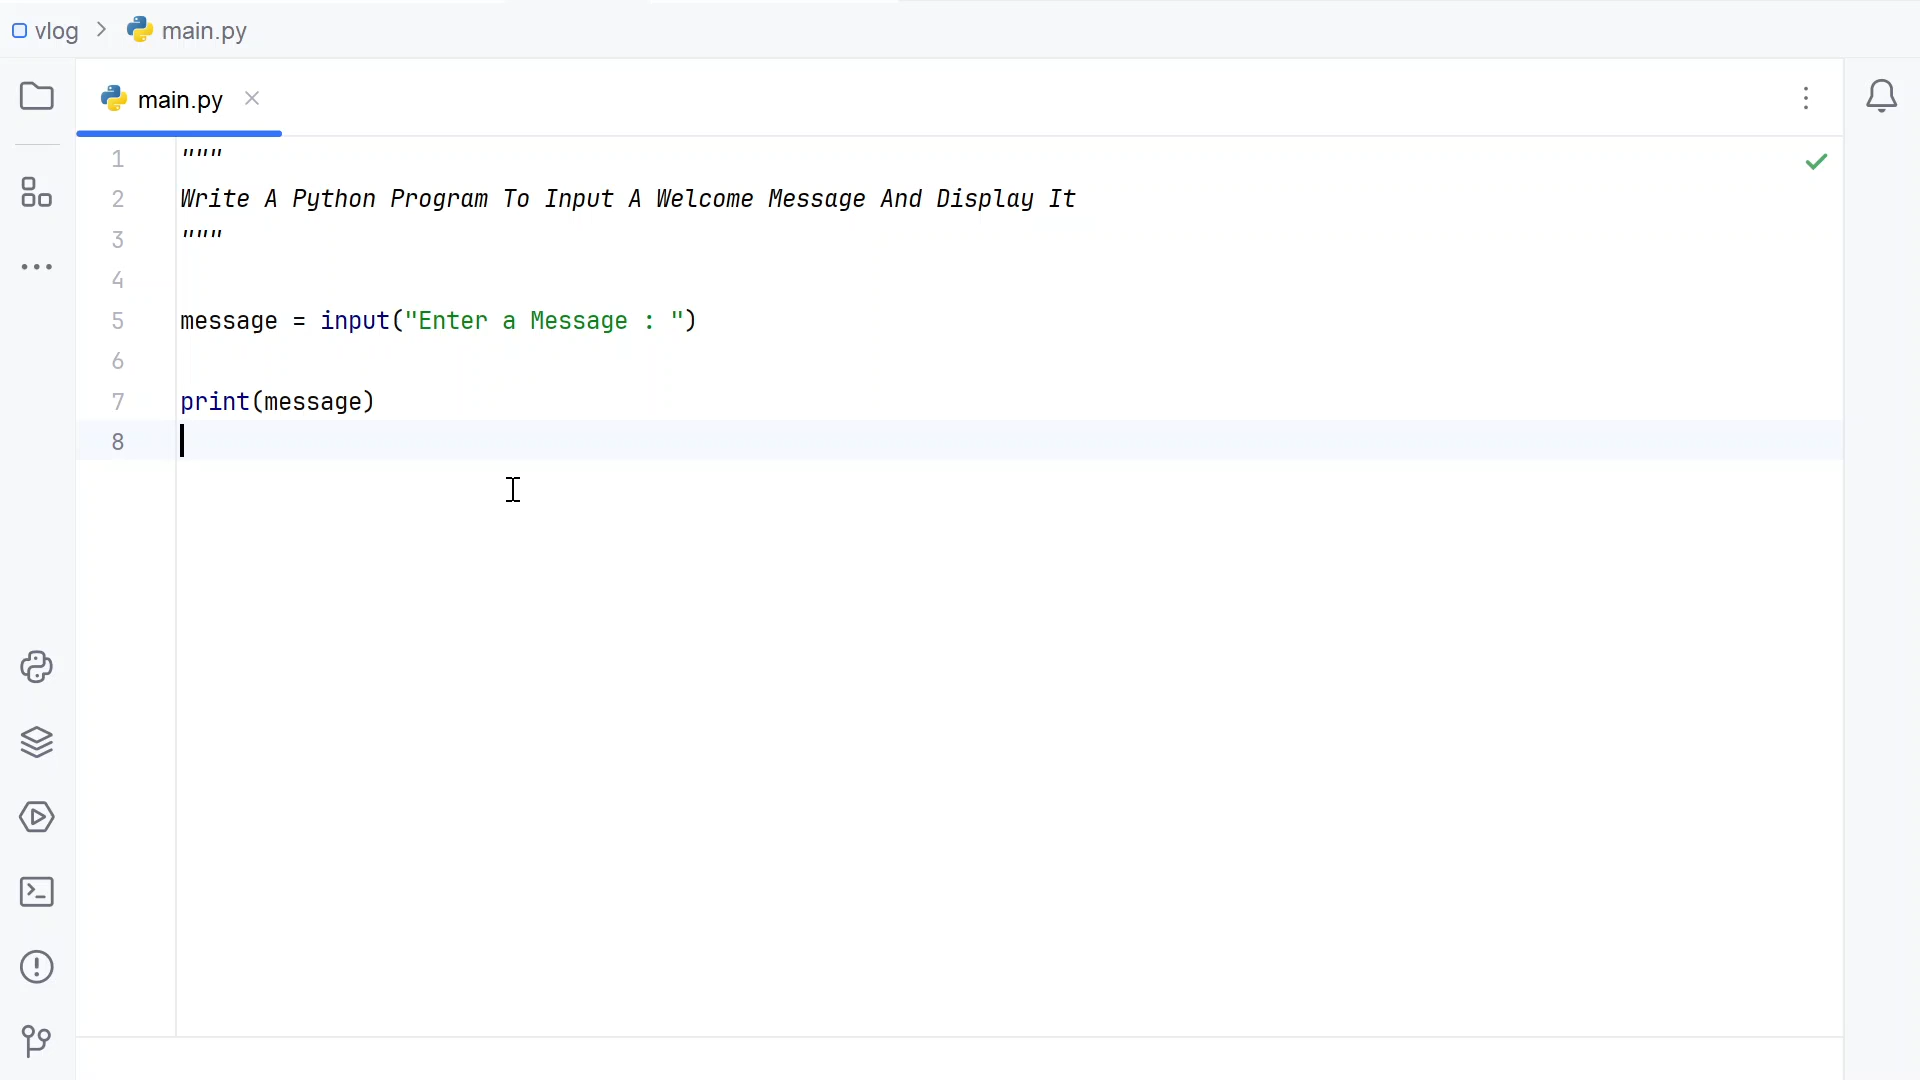 vlog > main.py
main.py
1 """
2 Write A Python Program To Input A Welcome Message And Display It
3 """
4
5 message = input("Enter a Message : ")
6
7 print(message)
8